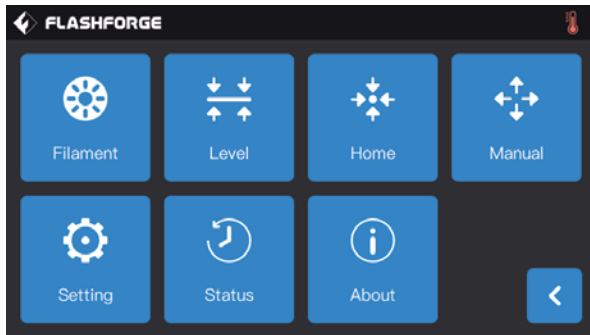 FLASHFORGE
Filament
Level
Home
Manual
Setting
Status
About